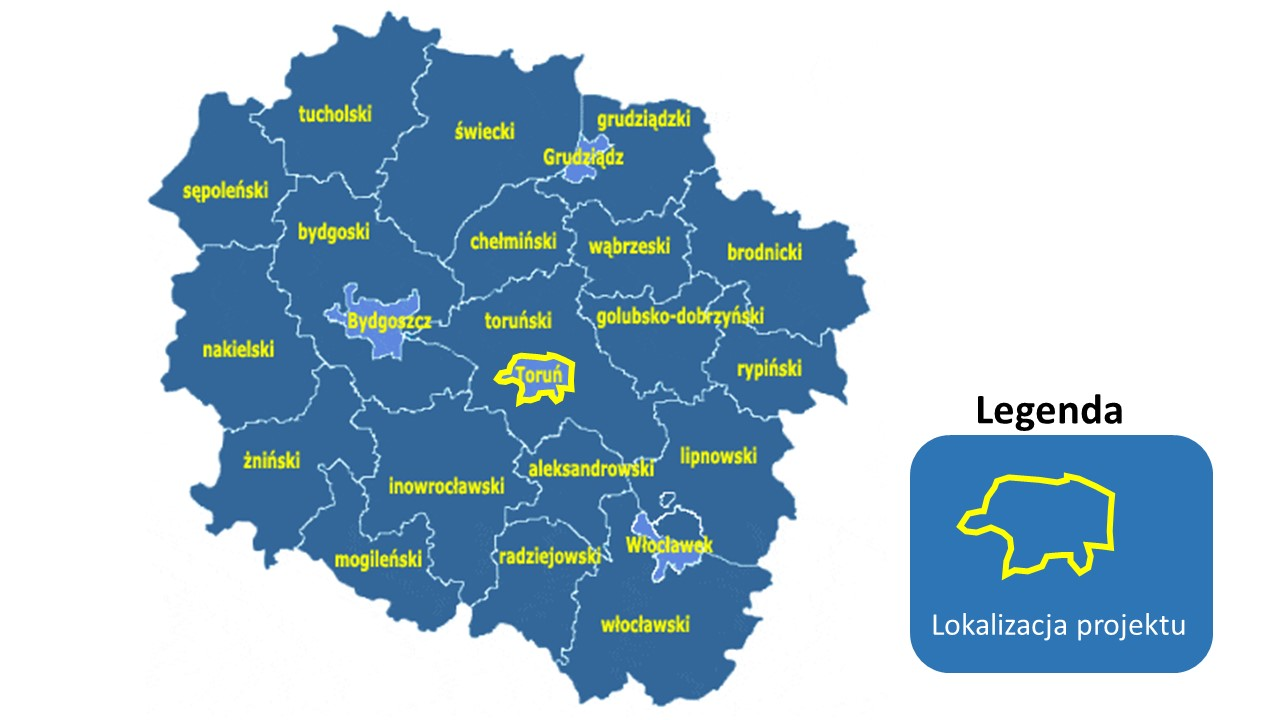 tucholski
świecki
grudziądzki
Grudziądz
sępoleński
bydgoski
chełmiński
wąbrzeski
brodnicki
Bydgoszcz
toruński
golubsko-dobrzyński
nakielski
Toruń
rypiński
żniński
inowrocławski
aleksandrowski
lipnowski
mogileński
radziejowski
Włocławek
włocławski
Legenda
Lokalizacja projektu